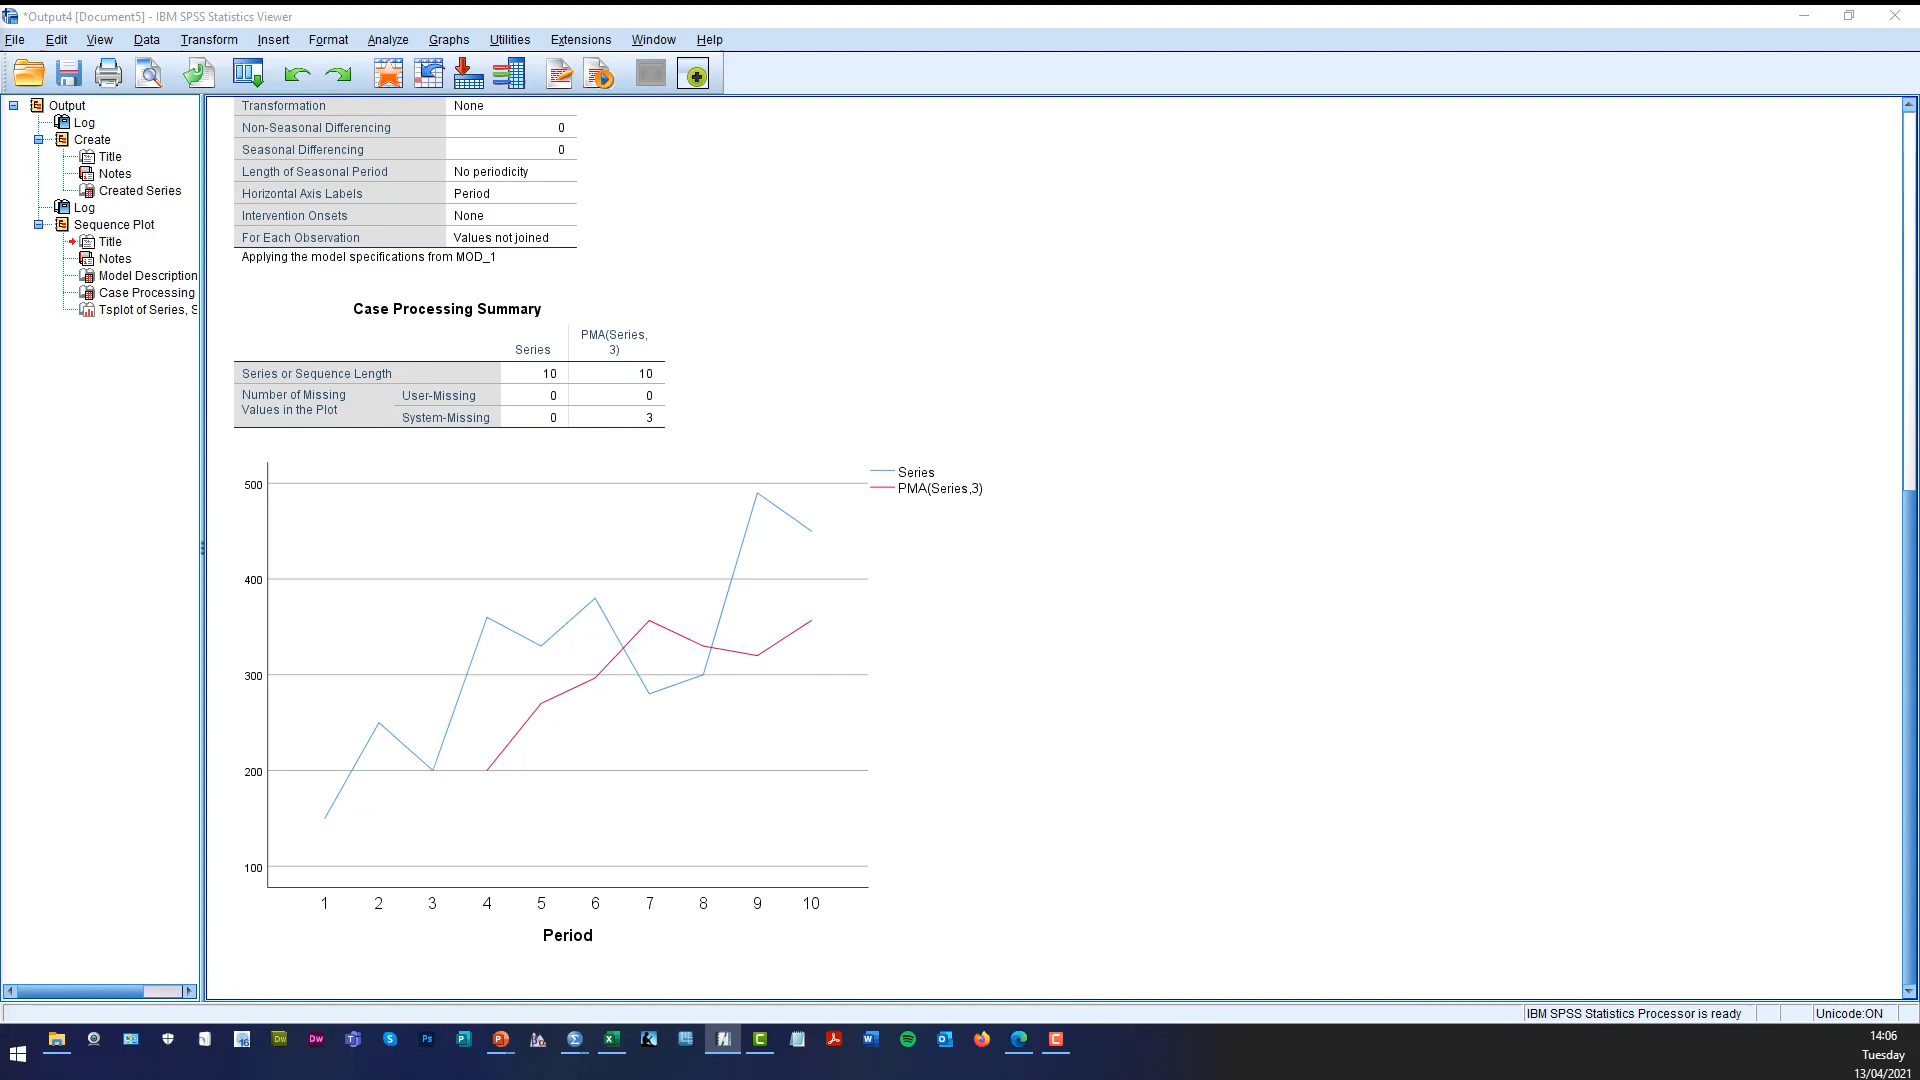 *Output4 [Document5] - IBM SPSS Statistics Viewer
File Edit View Data Transform Insert Format Analyze Graphs Utilities Extensions Window Help
Output
Log
Create
Title
Notes
Created Series
Log
Sequence Plot
Title
Notes
Model Description
Case Processing
Tsplot of Series, S
Transformation None
Non-Seasonal Differencing 0
Seasonal Differencing 0
Length of Seasonal Period No periodicity
Horizontal Axis Labels Period
Intervention Onsets None
For Each Observation Values not joined
Applying the model specifications from MOD_1
Case Processing Summary
Series PMA(Series, 3)
Series or Sequence Length 10 10
Number of Missing Values in the Plot User-Missing 0 0
System-Missing 0 3
Series
PMA(Series,3)
500
400
300
200
100
1 2 3 4 5 6 7 8 9 10
Period
IBM SPSS Statistics Processor is ready Unicode:ON
14:06
Tuesday
13/04/2021